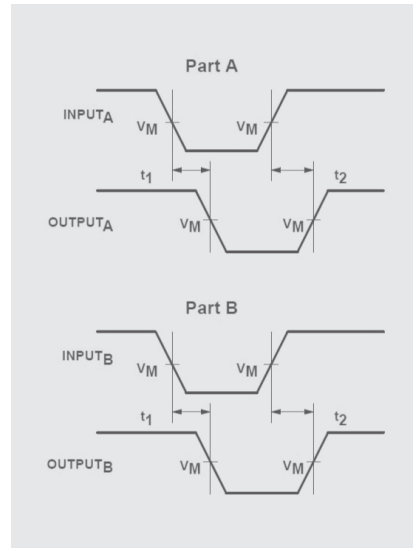 Part A
INPUTA
VM VM
t1 t2
OUTPUTA
VM VM
Part B
INPUTB
VM VM
t1 t2
OUTPUTB
VM VM